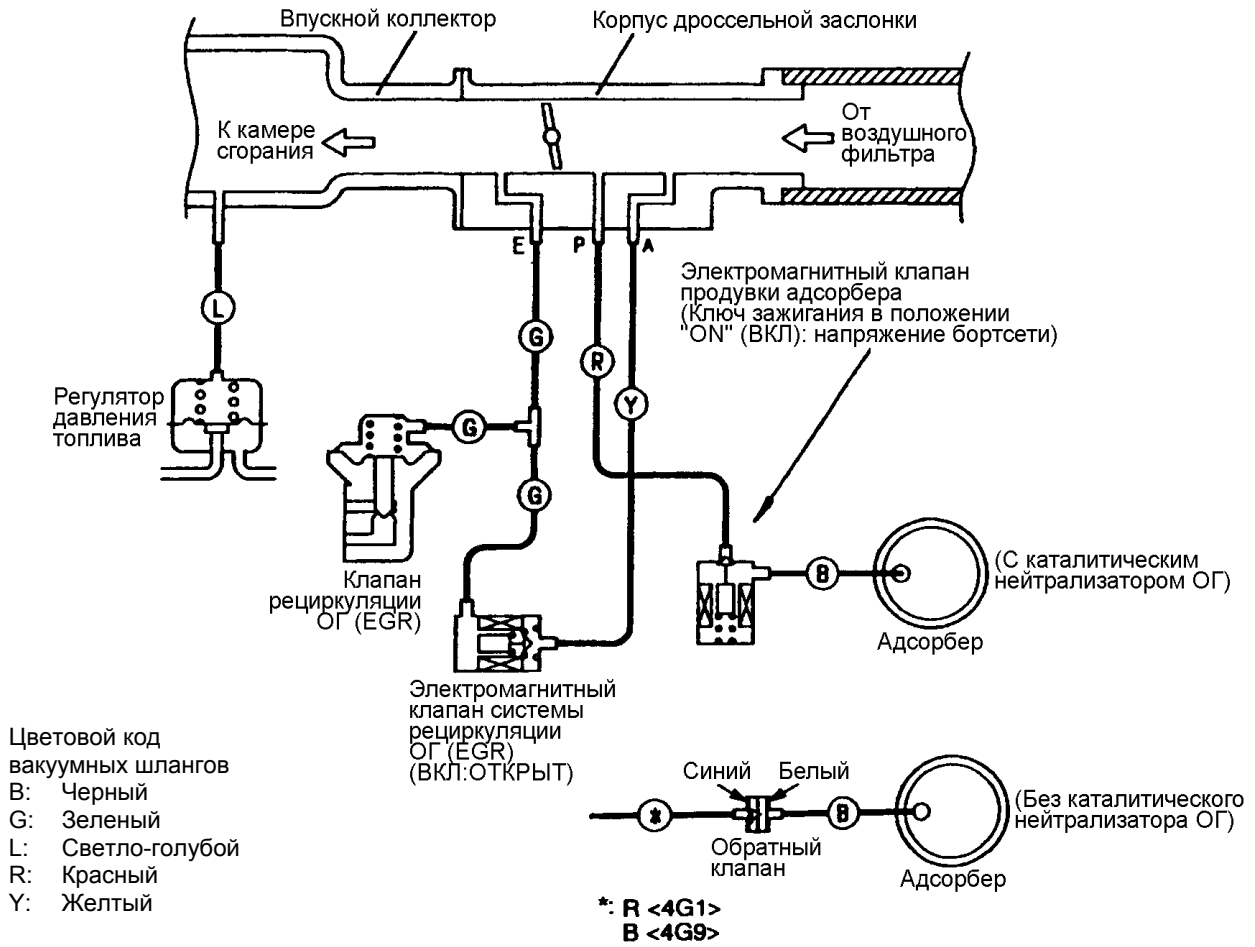 Впускной коллектор
Корпус дроссельной заслонки
К камере
сгорания
От
воздушного
фильтра
E
P
A
Электромагнитный клапан
продувки адсорбера
(Ключ зажигания в положении
"ON" (ВКЛ): напряжение бортсети)
L
G
R
Y
Регулятор
давления
топлива
G
G
B
(С каталитическим
нейтрализатором ОГ)
Адсорбер
Клапан
рециркуляции
ОГ (EGR)
Электромагнитный
клапан системы
рециркуляции
ОГ (EGR)
(ВКЛ:ОТКРЫТ)
Цветовой код
вакуумных шлангов
B: Черный
G: Зеленый
L: Светло-голубой
R: Красный
Y: Желтый
Синий
Белый
*
B
(Без каталитического
нейтрализатора ОГ)
Обратный
клапан
Адсорбер
*: R <4G1>
B <4G9>